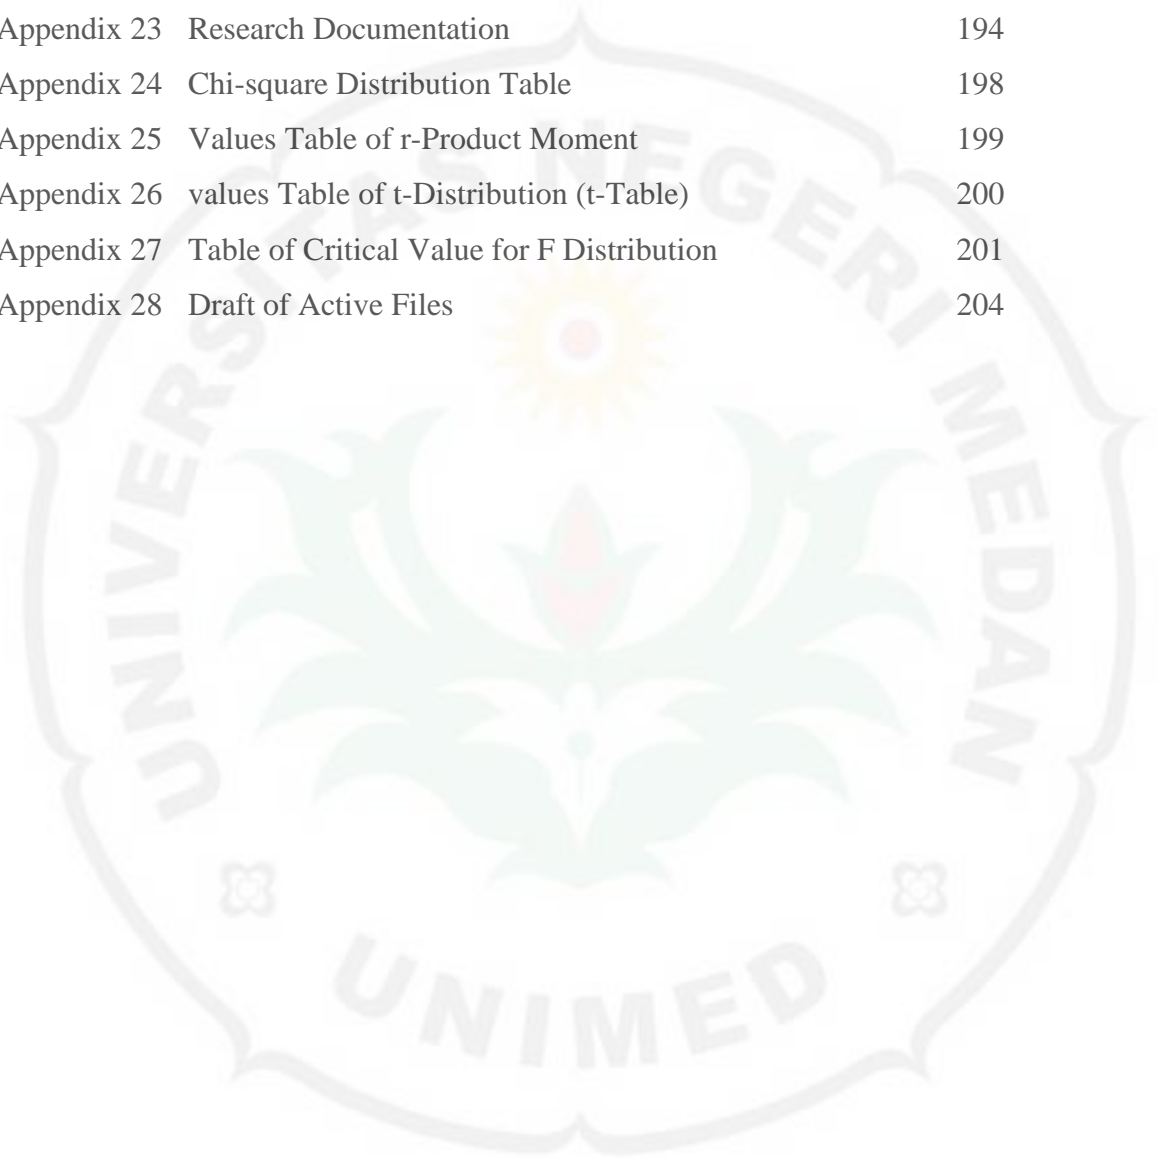 Appendix 23 Research Documentation 194
Appendix 24 Chi-square Distribution Table 198
Appendix 25 Values Table of r-Product Moment 199
Appendix 26 values Table of t-Distribution (t-Table) 200
Appendix 27 Table of Critical Value for F Distribution 201
Appendix 28 Draft of Active Files 204
UNIVERSITAS NEGERI MEDAN
UNIMED